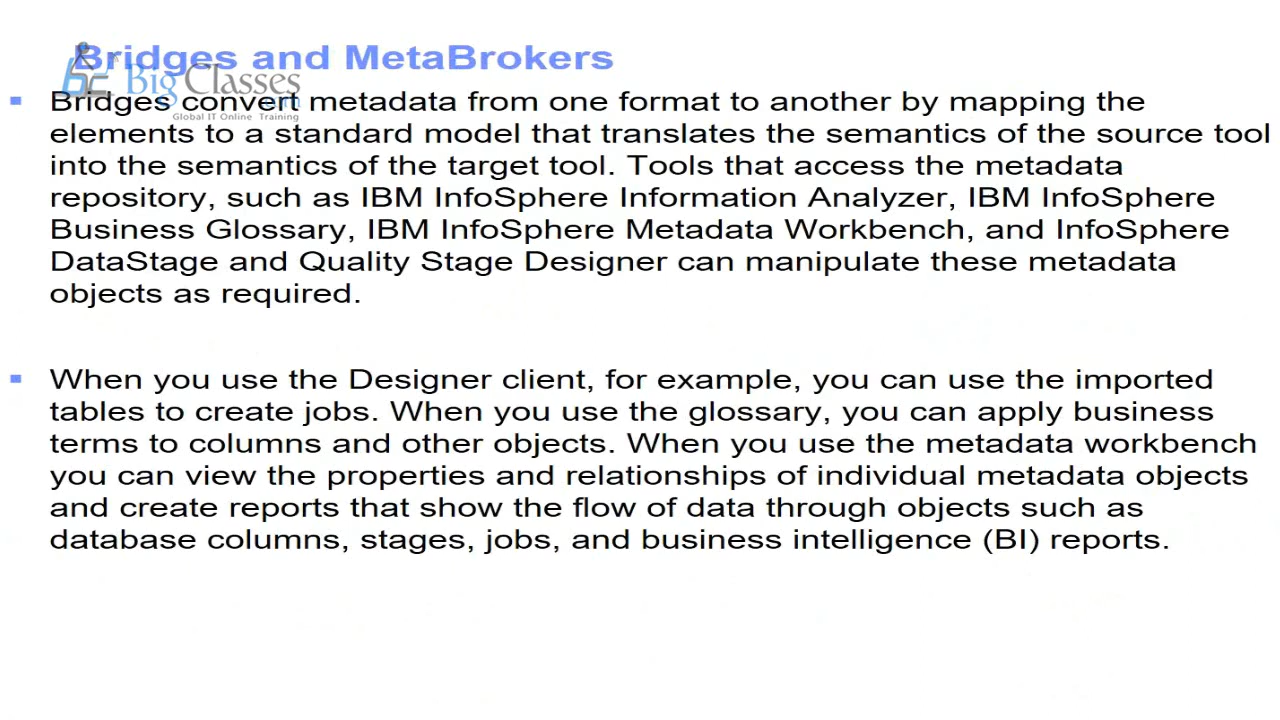 Bridges and MetaBrokers
Big Classes
.com
Global IT Online Training
Bridges convert metadata from one format to another by mapping the
elements to a standard model that translates the semantics of the source tool
into the semantics of the target tool. Tools that access the metadata
repository, such as IBM InfoSphere Information Analyzer, IBM InfoSphere
Business Glossary, IBM InfoSphere Metadata Workbench, and InfoSphere
DataStage and Quality Stage Designer can manipulate these metadata
objects as required.
When you use the Designer client, for example, you can use the imported
tables to create jobs. When you use the glossary, you can apply business
terms to columns and other objects. When you use the metadata workbench
you can view the properties and relationships of individual metadata objects
and create reports that show the flow of data through objects such as
database columns, stages, jobs, and business intelligence (BI) reports.